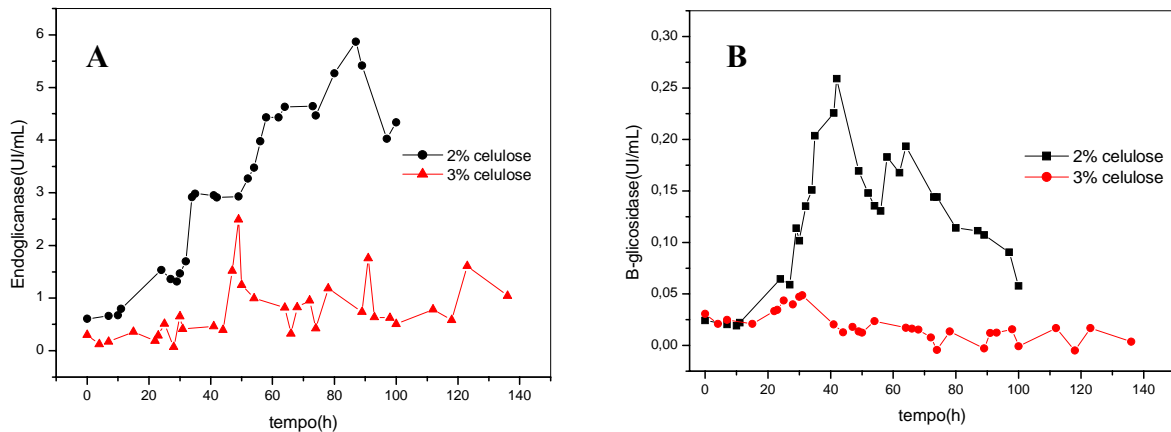 A
Endoglicanase(UI/mL)
6
5
4
3
2
1
0
2% celulose
3% celulose
0 20 40 60 80 100 120 140
tempo(h)
B
B-glicosidase(UI/mL)
0,30
0,25
0,20
0,15
0,10
0,05
0,00
2% celulose
3% celulose
0 20 40 60 80 100 120 140
tempo(h)